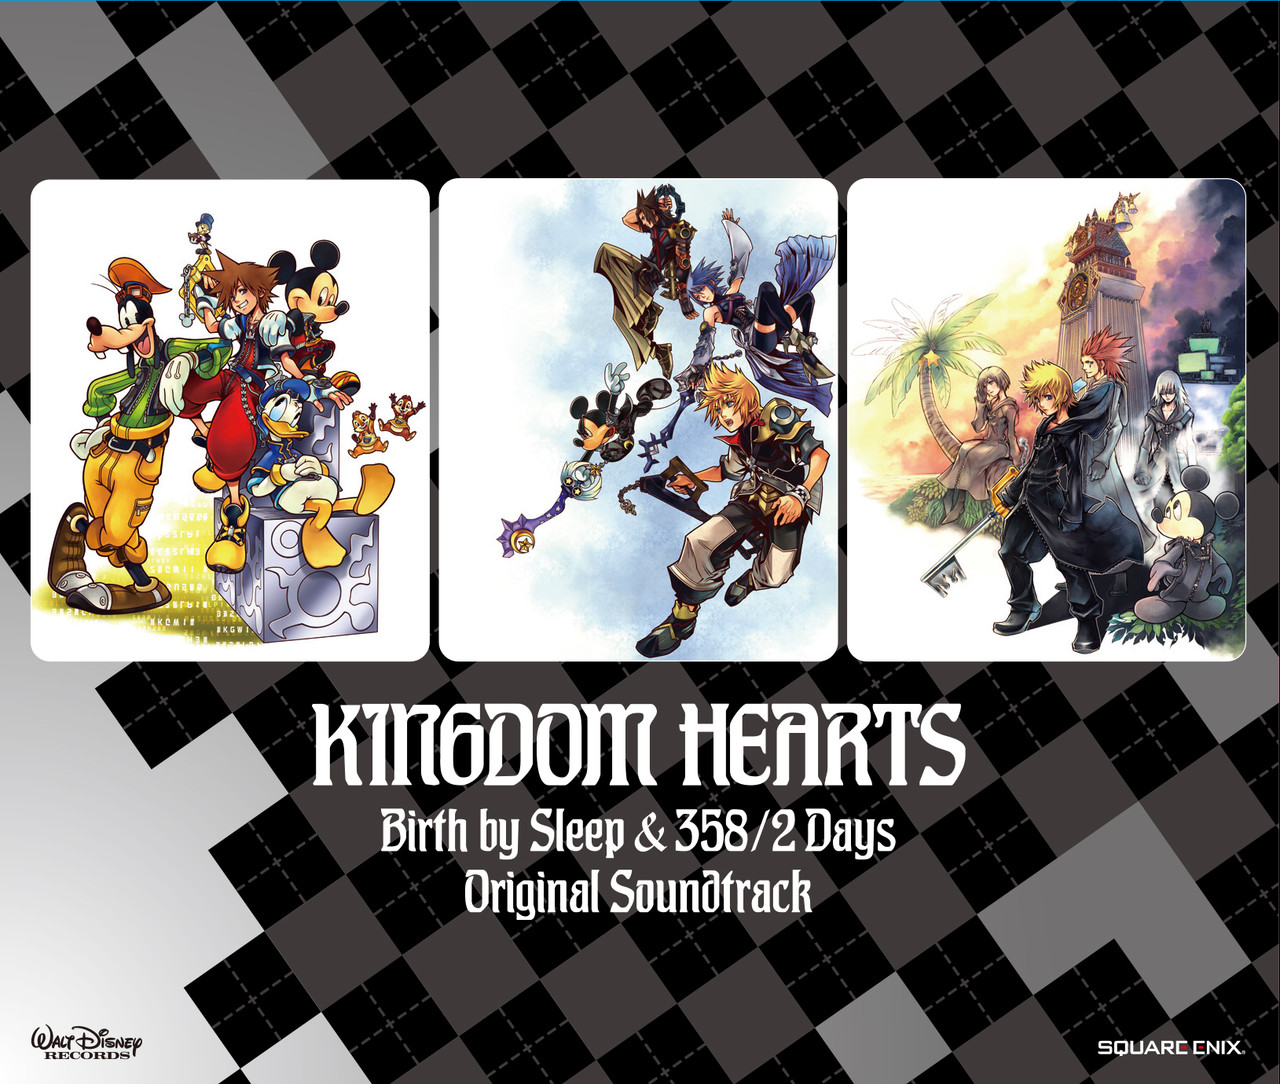 KINGDOM HEARTS
Birth by Sleep & 358/2 Days
Original Soundtrack
WALT DISNEY
RECORDS
SQUARE ENIX.